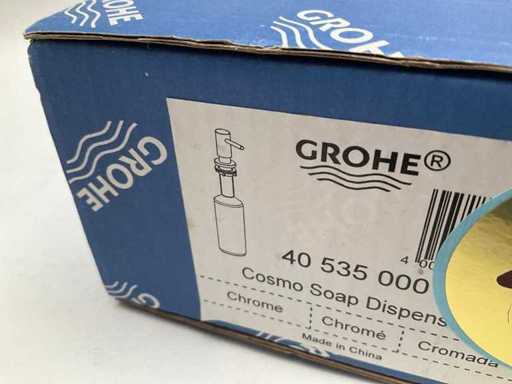 GROHE
GROHE
GROHE®
40 535 000
Cosmo Soap Dispens
Chrome
Chromé
Cromada
Made in China